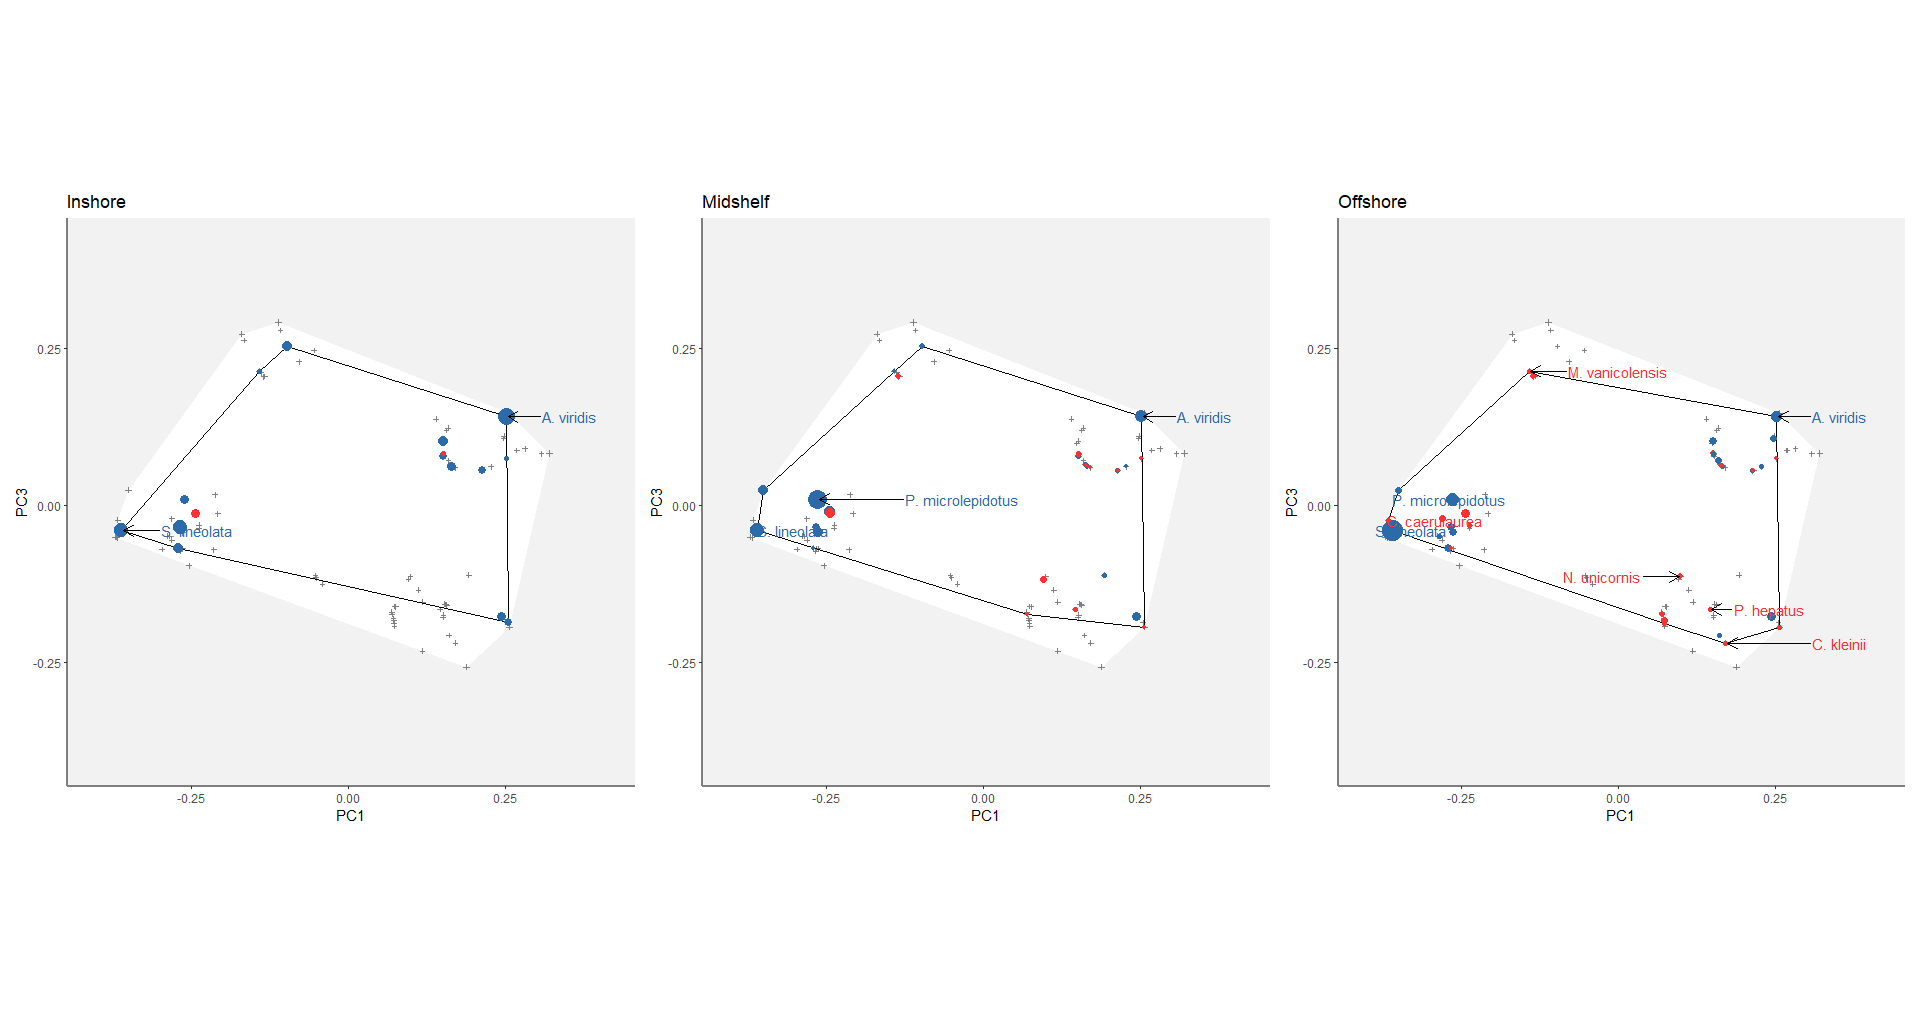 Inshore
PC3
0.25
0.00
-0.25
A. viridis
S. lineolata
-0.25
0.00
0.25
PC1
Midshelf
PC3
0.25
0.00
-0.25
A. viridis
P. microlepidotus
S. lineolata
-0.25
0.00
0.25
PC1
Offshore
PC3
0.25
0.00
-0.25
M. vanicolensis
A. viridis
P. microlepidotus
C. caerulaurea
S. lineolata
N. unicornis
P. hepatus
C. kleinii
-0.25
0.00
0.25
PC1